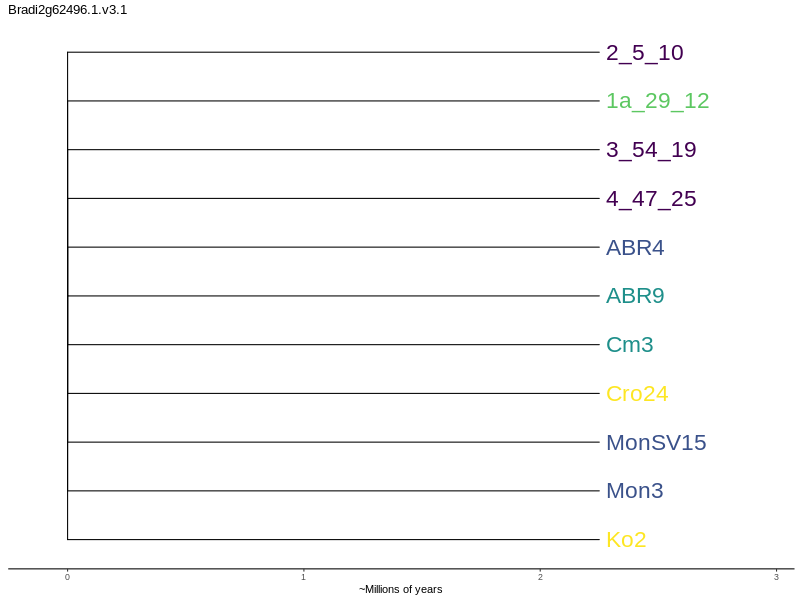 Bradi2g62496.1.v3.1
2_5_10
1a_29_12
3_54_19
4_47_25
ABR4
ABR9
Cm3
Cro24
MonSV15
Mon3
Ko2
0 1 2 3
~Millions of years